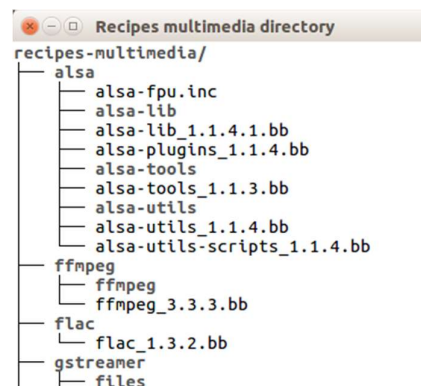 Recipes multimedia directory
recipes-multimedia/
├── alsa
│   ├── alsa-fpu.inc
│   ├── alsa-lib
│   ├── alsa-lib_1.1.4.1.bb
│   ├── alsa-plugins_1.1.4.bb
│   ├── alsa-tools
│   ├── alsa-tools_1.1.3.bb
│   ├── alsa-utils
│   ├── alsa-utils_1.1.4.bb
│   └── alsa-utils-scripts_1.1.4.bb
├── ffmpeg
│   ├── ffmpeg
│   └── ffmpeg_3.3.3.bb
├── flac
│   └── flac_1.3.2.bb
├── gstreamer
│   ├── files